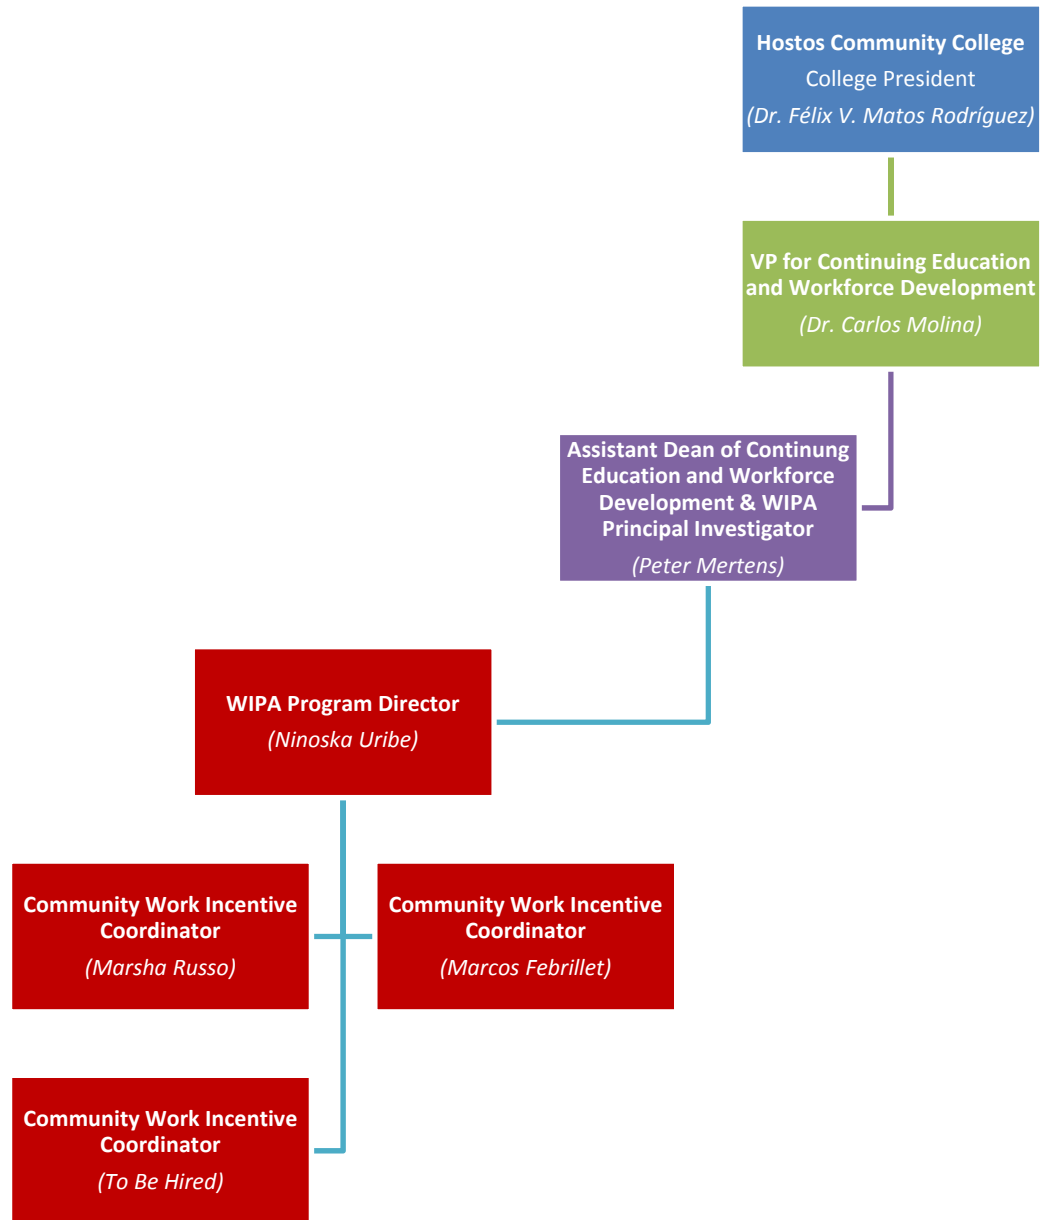 Hostos Community College
College President
(Dr. Félix V. Matos Rodríguez)
VP for Continuing Education
and Workforce Development
(Dr. Carlos Molina)
Assistant Dean of Continung
Education and Workforce
Development & WIPA
Principal Investigator
(Peter Mertens)
WIPA Program Director
(Ninoska Uribe)
Community Work Incentive
Coordinator
(Marsha Russo)
Community Work Incentive
Coordinator
(Marcos Febrillet)
Community Work Incentive
Coordinator
(To Be Hired)